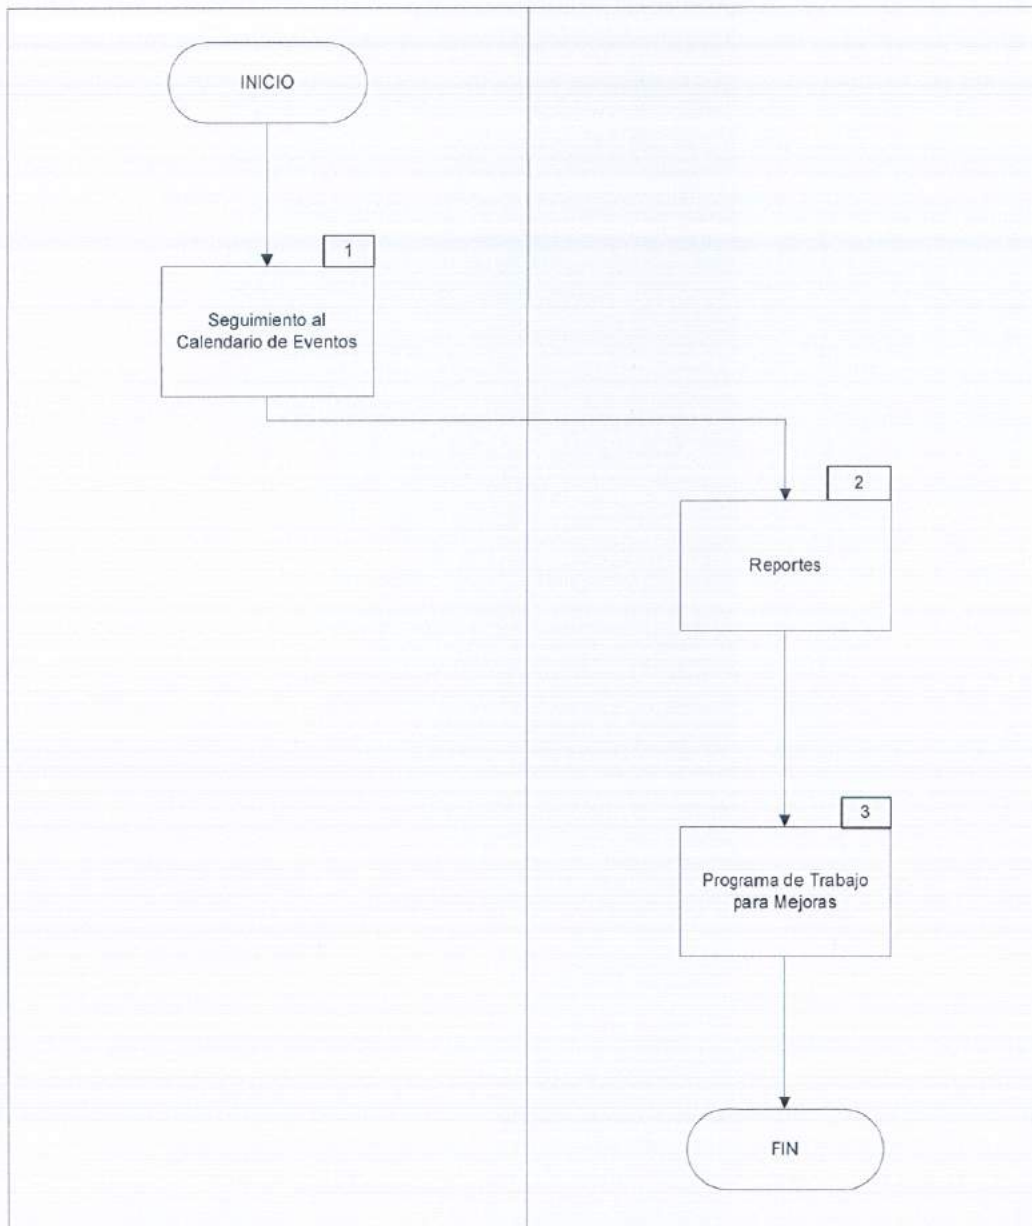 INICIO
1
Seguimiento al
Calendario de Eventos
2
Reportes
3
Programa de Trabajo
para Mejoras
FIN